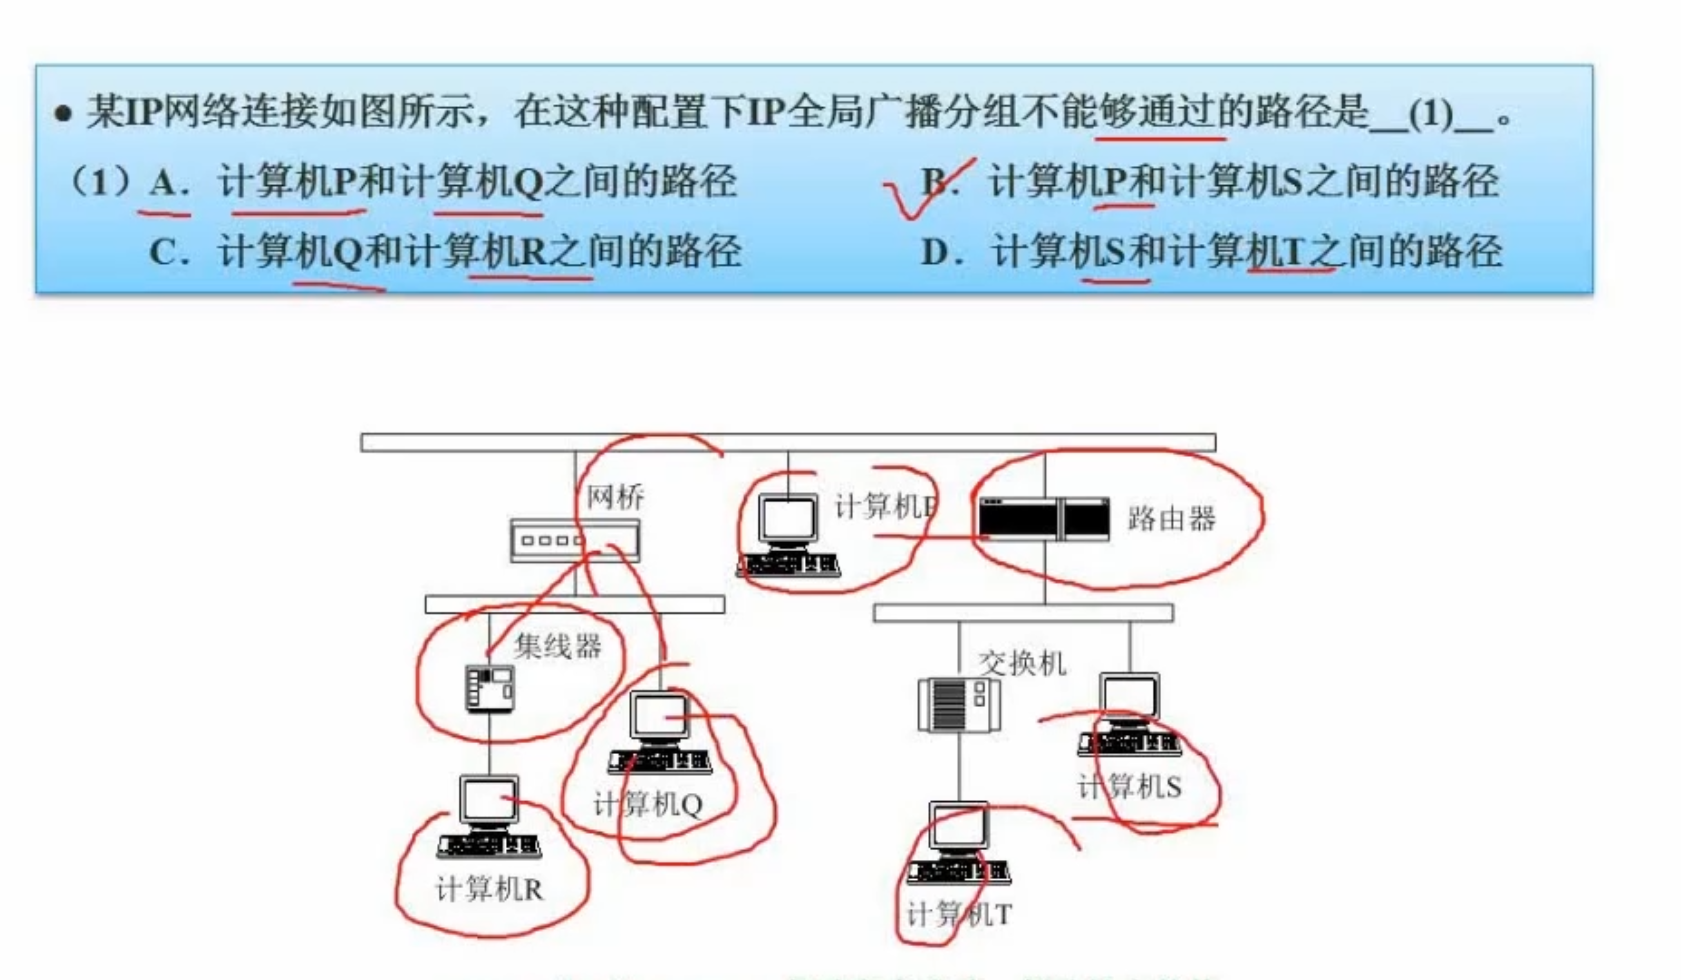 ● 某IP网络连接如图所示，在这种配置下IP全局广播分组不能够通过的路径是__(1)__。
（1）A．计算机P和计算机Q之间的路径 B．计算机P和计算机S之间的路径
C．计算机Q和计算机R之间的路径 D．计算机S和计算机T之间的路径
网桥
计算机P
路由器
集线器
交换机
计算机Q
计算机S
计算机R
计算机T